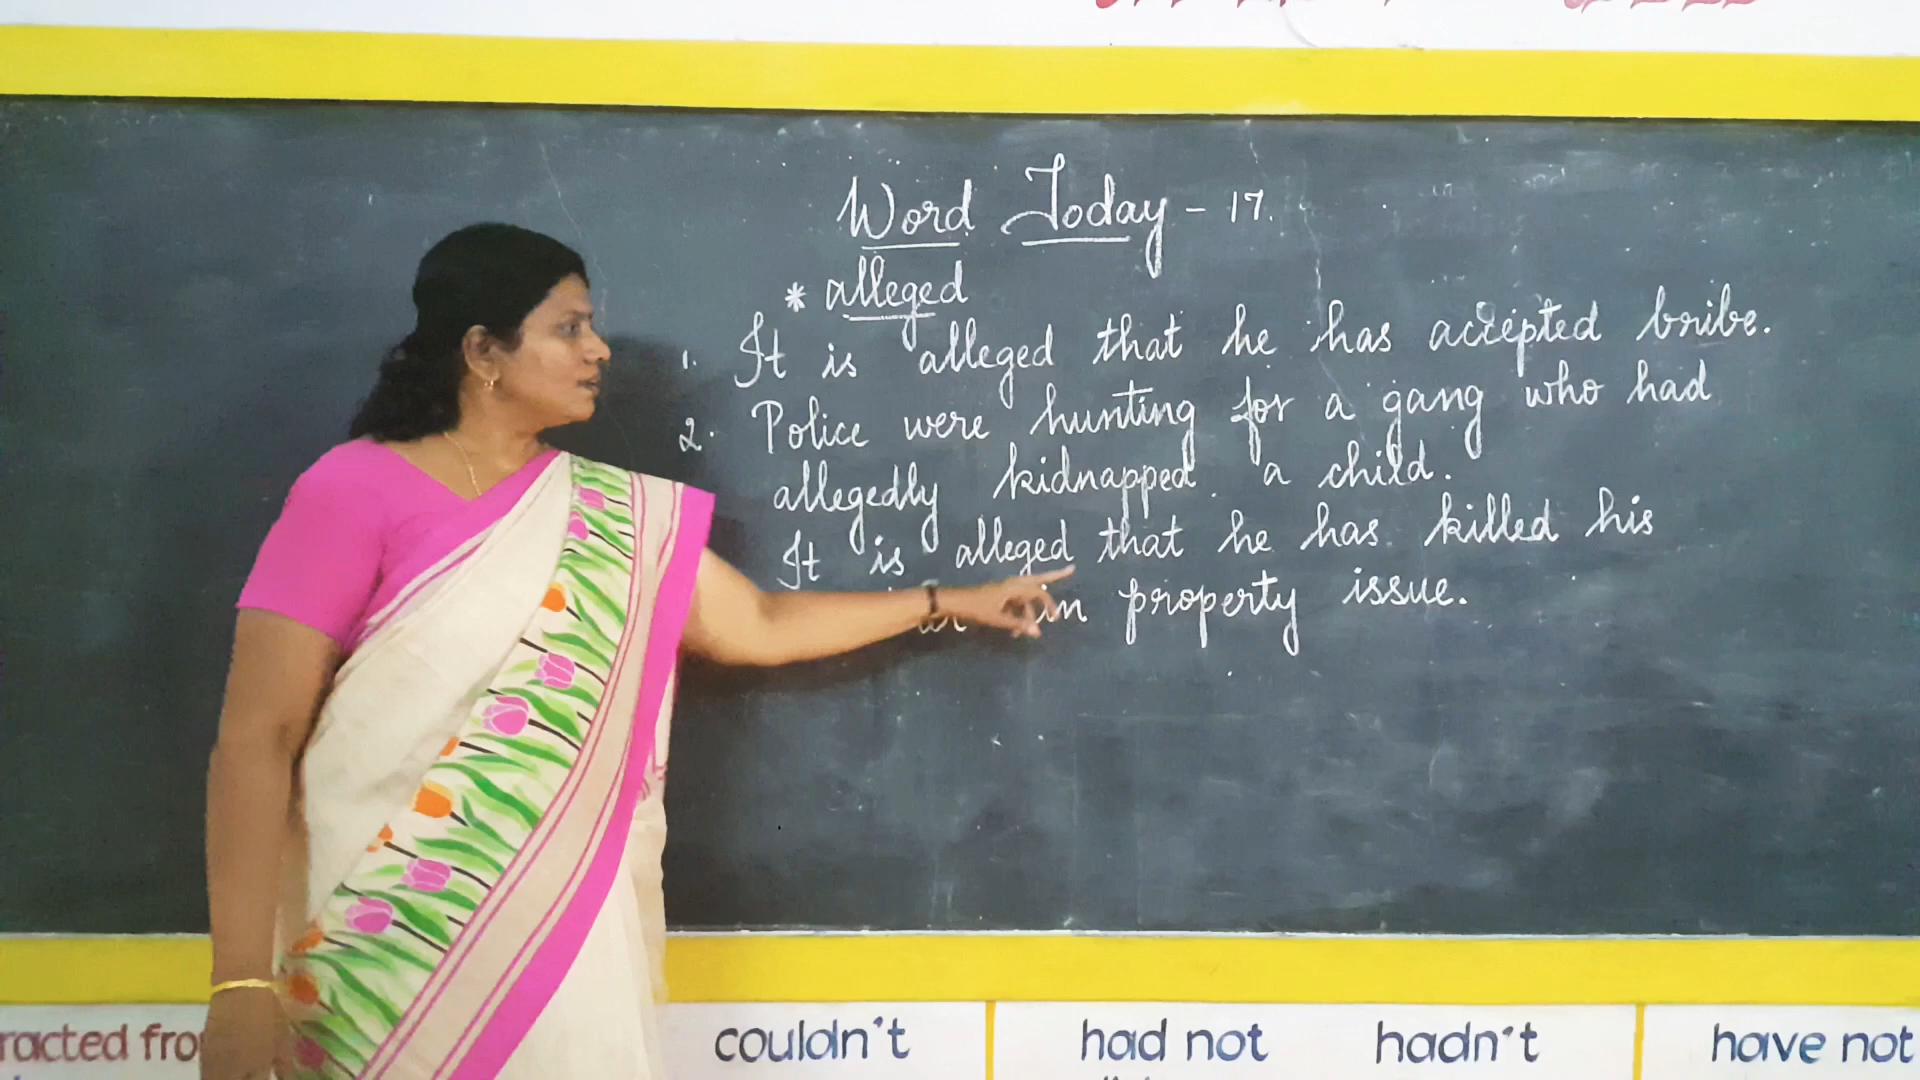 Word Today - 17.
* alleged
1. It is alleged that he has accepted bribe.
2. Police were hunting for a gang who had
allegedly kidnapped a child.
It is alleged that he has killed his
in property issue.
racted fro
couldn't
had not hadn't
have not